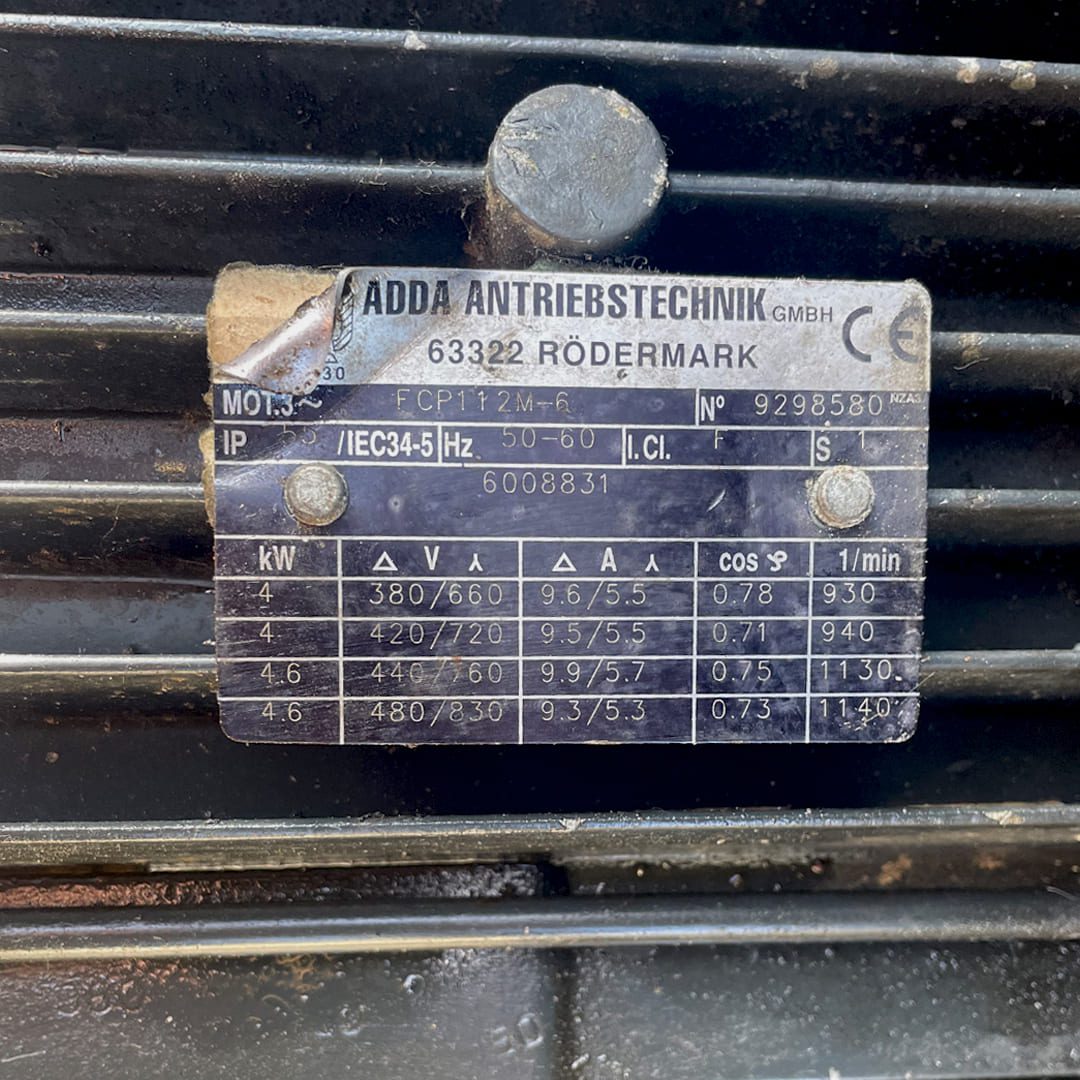 ADDA ANTRIEBSTECHNIK GMBH CE
63322 RÖDERMARK
30
MOT.3~ FCP112M-6 Nº 9298580 NZA3
IP 55 /IEC34-5 Hz 50-60 I.Cl. F S 1
6008831
kW Δ V ⅄ Δ A ⅄ cos φ 1/min
4 380/660 9.6/5.5 0.78 930
4 420/720 9.5/5.5 0.71 940
4.6 440/760 9.9/5.7 0.75 1130
4.6 480/830 9.3/5.3 0.73 1140